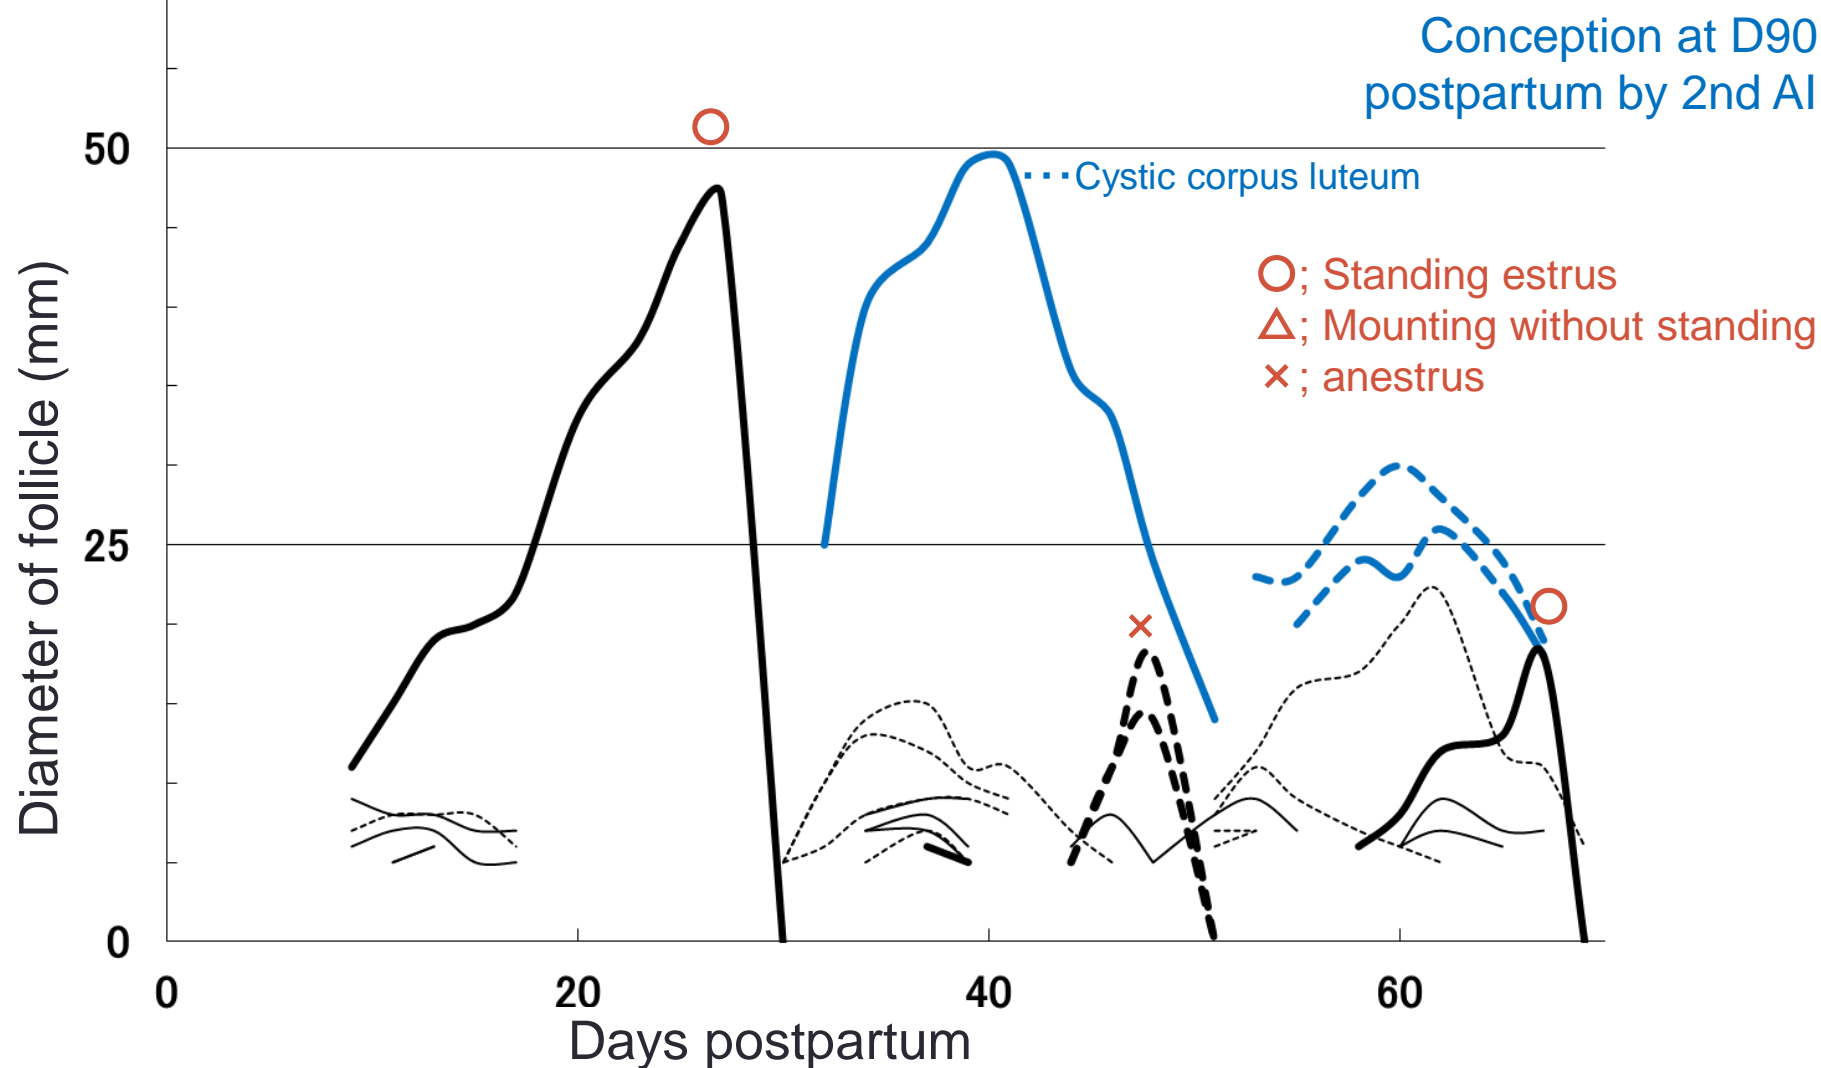 Conception at D90
postpartum by 2nd AI
50
Cystic corpus luteum
; Standing estrus
; Mounting without standing
; anestrus
25
0
Diameter of follicle (mm)
0 20 40 60
Days postpartum